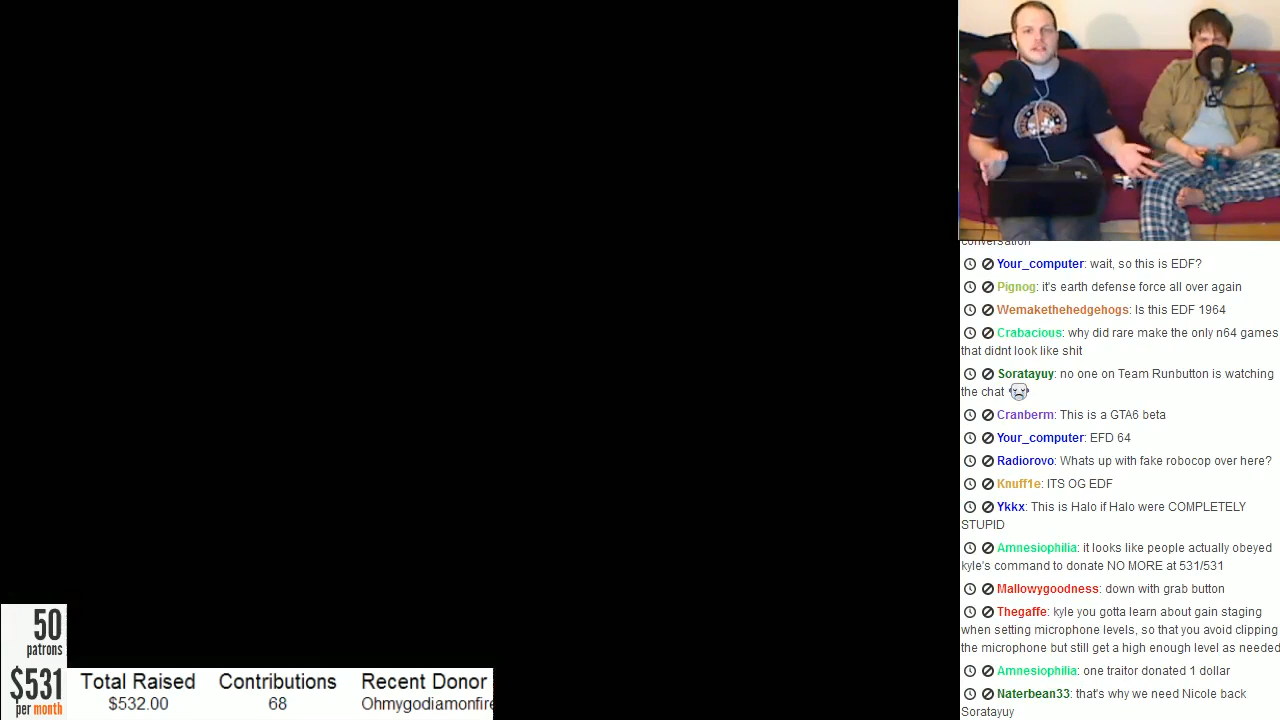 conversation
Your_computer: wait, so this is EDF?
Pignog: it's earth defense force all over again
Wemakethehedgehogs: Is this EDF 1964
Crabacious: why did rare make the only n64 games
that didnt look like shit
Soratayuy: no one on Team Runbutton is watching
the chat
Cranberm: This is a GTA6 beta
Your_computer: EFD 64
Radiorovo: Whats up with fake robocop over here?
Knuff1e: ITS OG EDF
Ykkx: This is Halo if Halo were COMPLETELY
STUPID
Amnesiophilia: it looks like people actually obeyed
kyle's command to donate NO MORE at 531/531
Mallowygoodness: down with grab button
Thegaffe: kyle you gotta learn about gain staging
when setting microphone levels, so that you avoid clipping
the microphone but still get a high enough level as needed
Amnesiophilia: one traitor donated 1 dollar
Naterbean33: that's why we need Nicole back
Soratayuy
50
patrons
$531
per month
Total Raised Contributions Recent Donor
$532.00 68 Ohmygodiamonfire